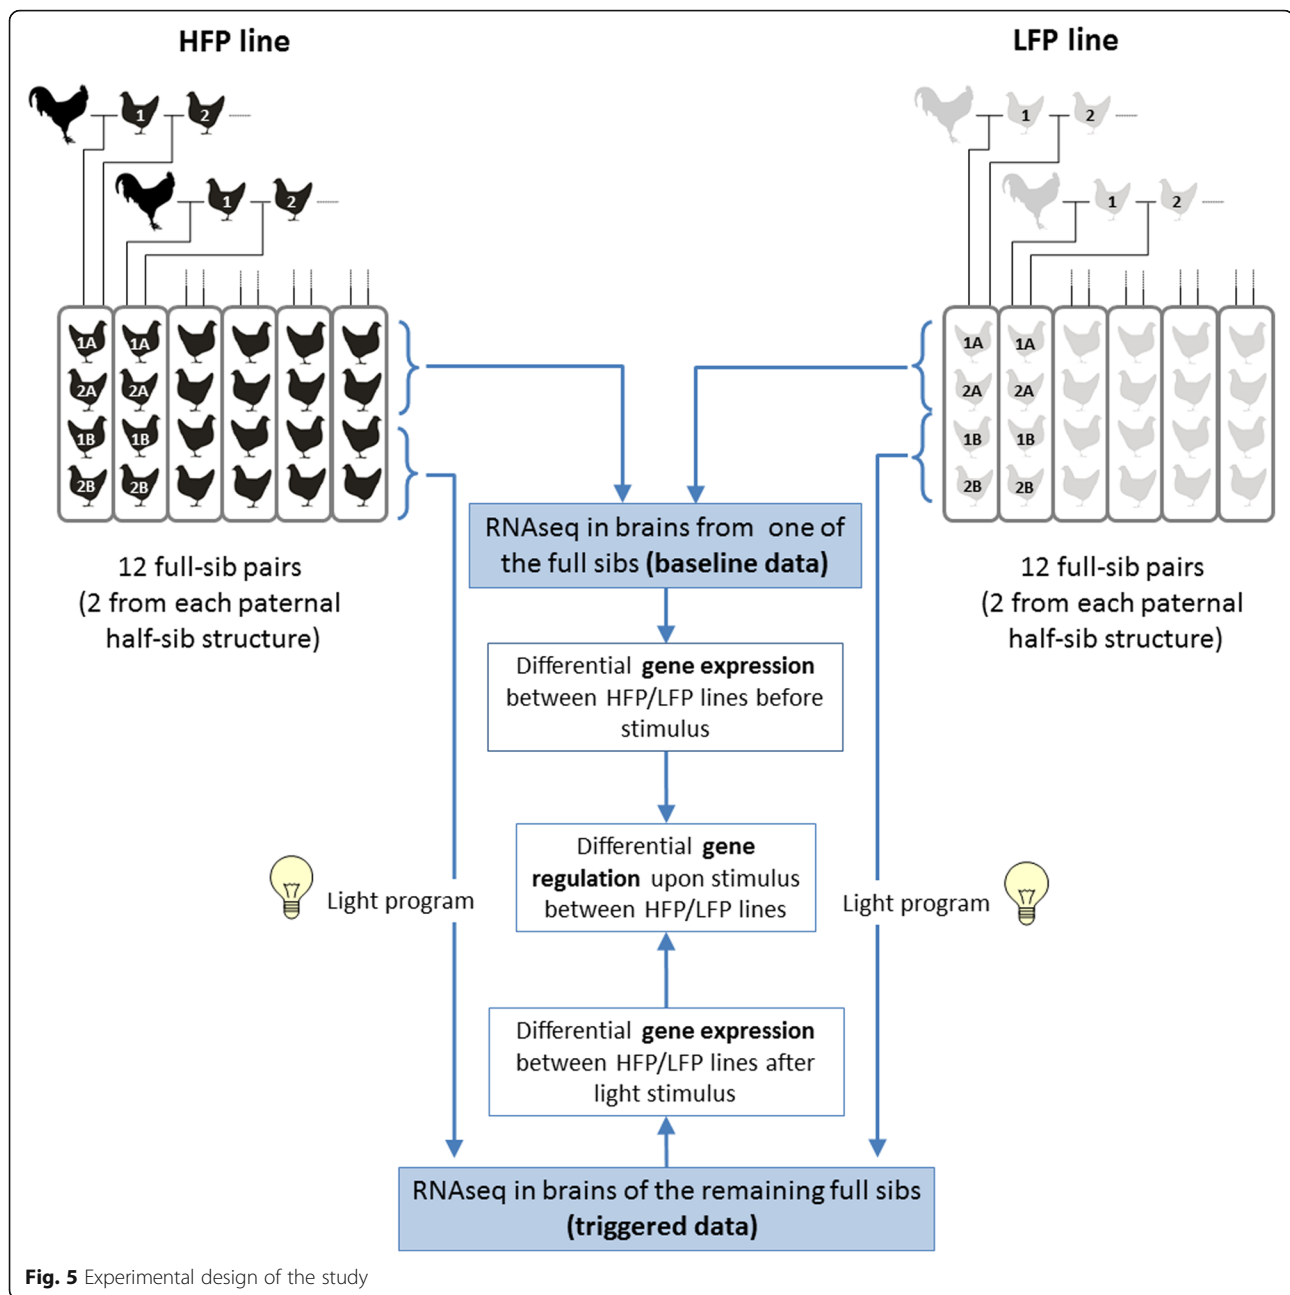 HFP line
LFP line
1 2
1 2
1 2
1 2
1A 1A
2A 2A
1B 1B
2B 2B
1A 1A
2A 2A
1B 1B
2B 2B
12 full-sib pairs
(2 from each paternal
half-sib structure)
12 full-sib pairs
(2 from each paternal
half-sib structure)
RNAseq in brains from one of
the full sibs (baseline data)
Differential gene expression
between HFP/LFP lines before
stimulus
Differential gene
regulation upon stimulus
between HFP/LFP lines
Light program
Light program
Differential gene expression
between HFP/LFP lines after
light stimulus
RNAseq in brains of the remaining full sibs
(triggered data)
Fig. 5 Experimental design of the study